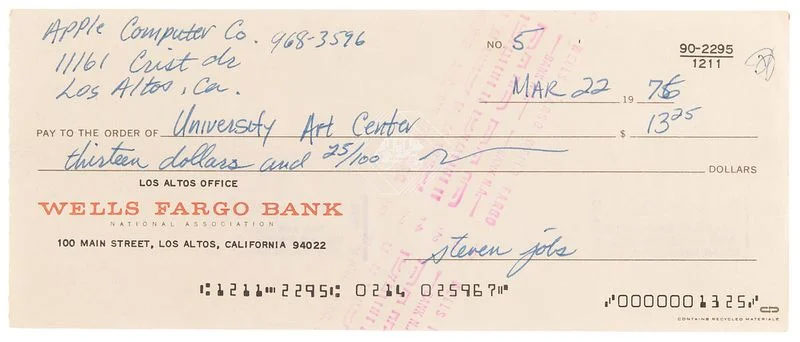 Apple Computer Co. 968-3596
11161 Crist dr
Los Altos, Ca.
NO. 5
90-2295
1211
MAR 22 19 76
PAY TO THE ORDER OF University Art Center $ 13 25
thirteen dollars and 25/100 DOLLARS
LOS ALTOS OFFICE
WELLS FARGO BANK
NATIONAL ASSOCIATION
100 MAIN STREET, LOS ALTOS, CALIFORNIA 94022
steven jobs
⑆1211⑉2295⑆ 0214 025967⑈
⑇0000001325⑇
CONTAINS RECYCLED MATERIALS